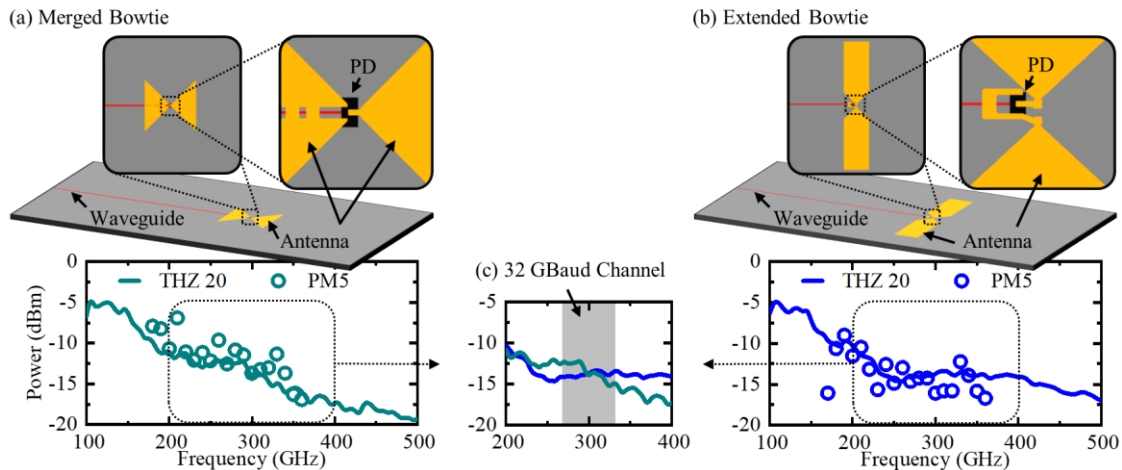 (a) Merged Bowtie
PD
Waveguide
Antenna
0
-5
-10
-15
-20
Power (dBm)
THZ 20
PM5
100
200
300
400
500
Frequency (GHz)
(c) 32 GBaud Channel
-5
-10
-15
-20
200
300
400
Frequency (GHz)
(b) Extended Bowtie
PD
Waveguide
Antenna
0
-5
-10
-15
-20
THZ 20
PM5
100
200
300
400
500
Frequency (GHz)